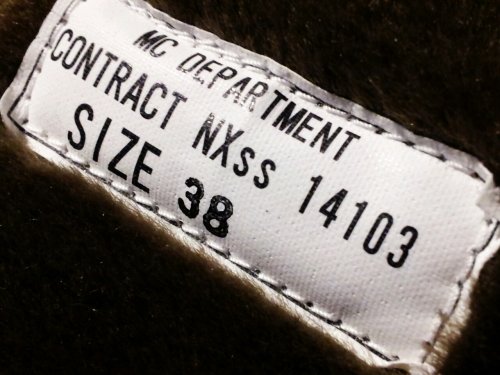 MC DEPARTMENT
CONTRACT NXss 14103
SIZE 38